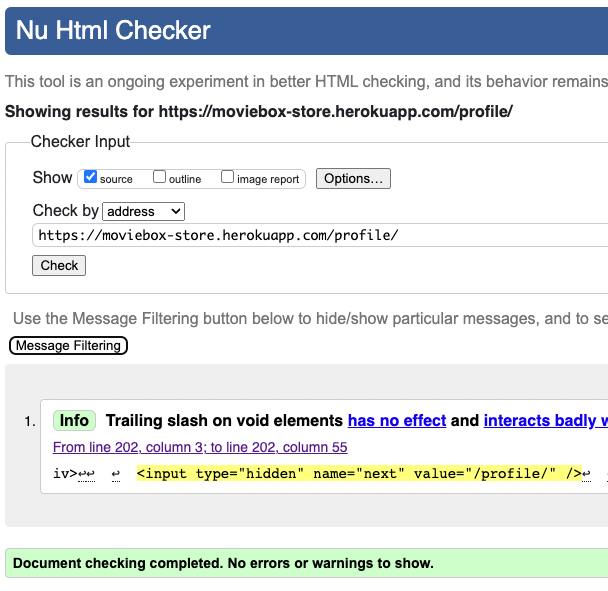 Nu Html Checker
This tool is an ongoing experiment in better HTML checking, and its behavior remains
Showing results for https://moviebox-store.herokuapp.com/profile/
Checker Input
Show source outline image report Options...
Check by address
https://moviebox-store.herokuapp.com/profile/
Check
Use the Message Filtering button below to hide/show particular messages, and to se
Message Filtering
1. Info Trailing slash on void elements has no effect and interacts badly w
From line 202, column 3; to line 202, column 55
iv>↩↩ ↩ <input type="hidden" name="next" value="/profile/" />↩
Document checking completed. No errors or warnings to show.